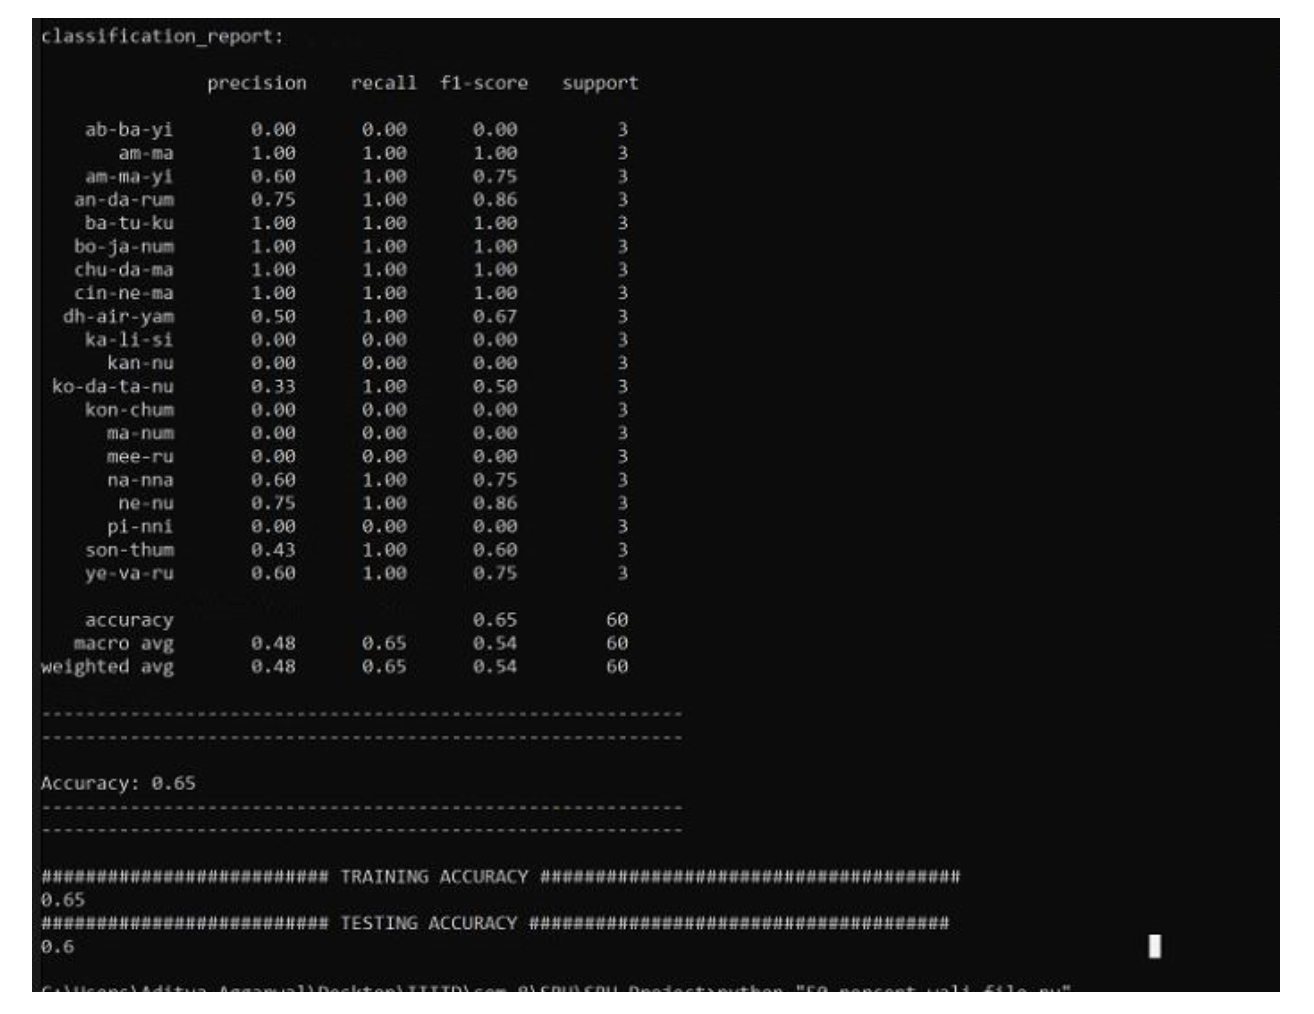 classification_report:
precision recall f1-score support
ab-ba-yi 0.00 0.00 0.00 3
am-ma 1.00 1.00 1.00 3
am-ma-yi 0.60 1.00 0.75 3
an-da-rum 0.75 1.00 0.86 3
ba-tu-ku 1.00 1.00 1.00 3
bo-ja-num 1.00 1.00 1.00 3
chu-da-ma 1.00 1.00 1.00 3
cin-ne-ma 1.00 1.00 1.00 3
dh-air-yam 0.50 1.00 0.67 3
ka-li-si 0.00 0.00 0.00 3
kan-nu 0.00 0.00 0.00 3
ko-da-ta-nu 0.33 1.00 0.50 3
kon-chum 0.00 0.00 0.00 3
ma-num 0.00 0.00 0.00 3
mee-ru 0.00 0.00 0.00 3
na-nna 0.60 1.00 0.75 3
ne-nu 0.75 1.00 0.86 3
pi-nni 0.00 0.00 0.00 3
son-thum 0.43 1.00 0.60 3
ye-va-ru 0.60 1.00 0.75 3
accuracy 0.65 60
macro avg 0.48 0.65 0.54 60
weighted avg 0.48 0.65 0.54 60
----------------------------------------------------------
----------------------------------------------------------
Accuracy: 0.65
----------------------------------------------------------
----------------------------------------------------------
########################## TRAINING ACCURACY ######################################
0.65
########################## TESTING ACCURACY ######################################
0.6